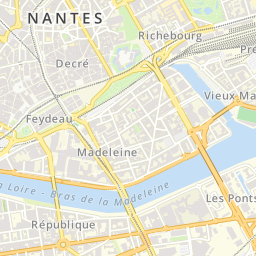 NANTES
Richebourg
Pré
Decré
Vieux Ma
Feydeau
Madeleine
a Loire - Bras de la Madeleine
Les Ponts
République